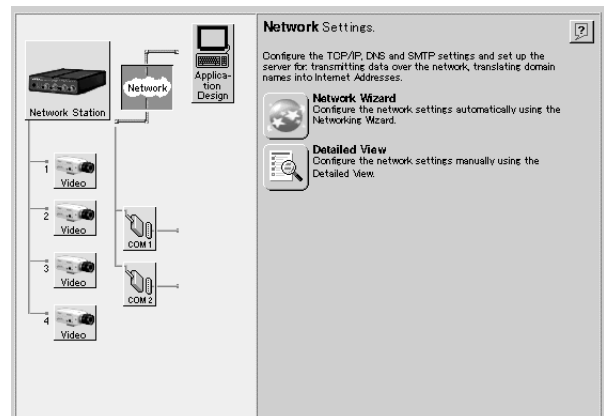 Network Station
Network
Applica-
tion
Design
1
Video
2
Video
3
Video
4
Video
COM 1
COM 2
Network Settings.
?
Configure the TCP/IP, DNS and SMTP settings and set up the
server for: transmitting data over the network, translating domain
names into Internet Addresses.
Network Wizard
Configure the network settings automatically using the
Networking Wizard.
Detailed View
Configure the network settings manually using the
Detailed View.